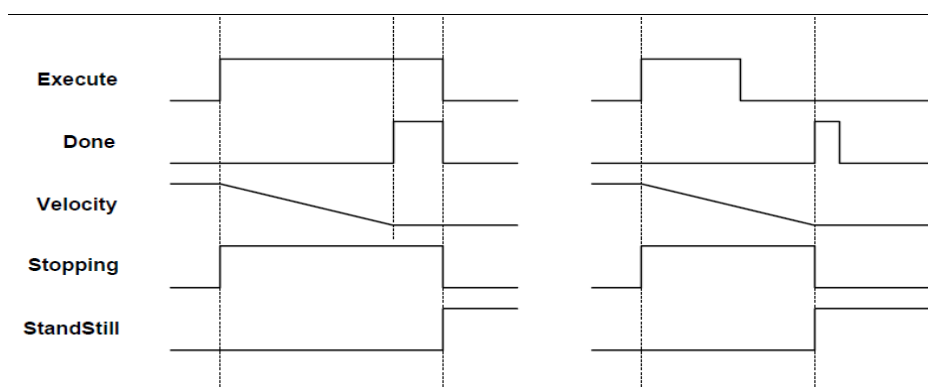 Execute
Done
Velocity
Stopping
StandStill